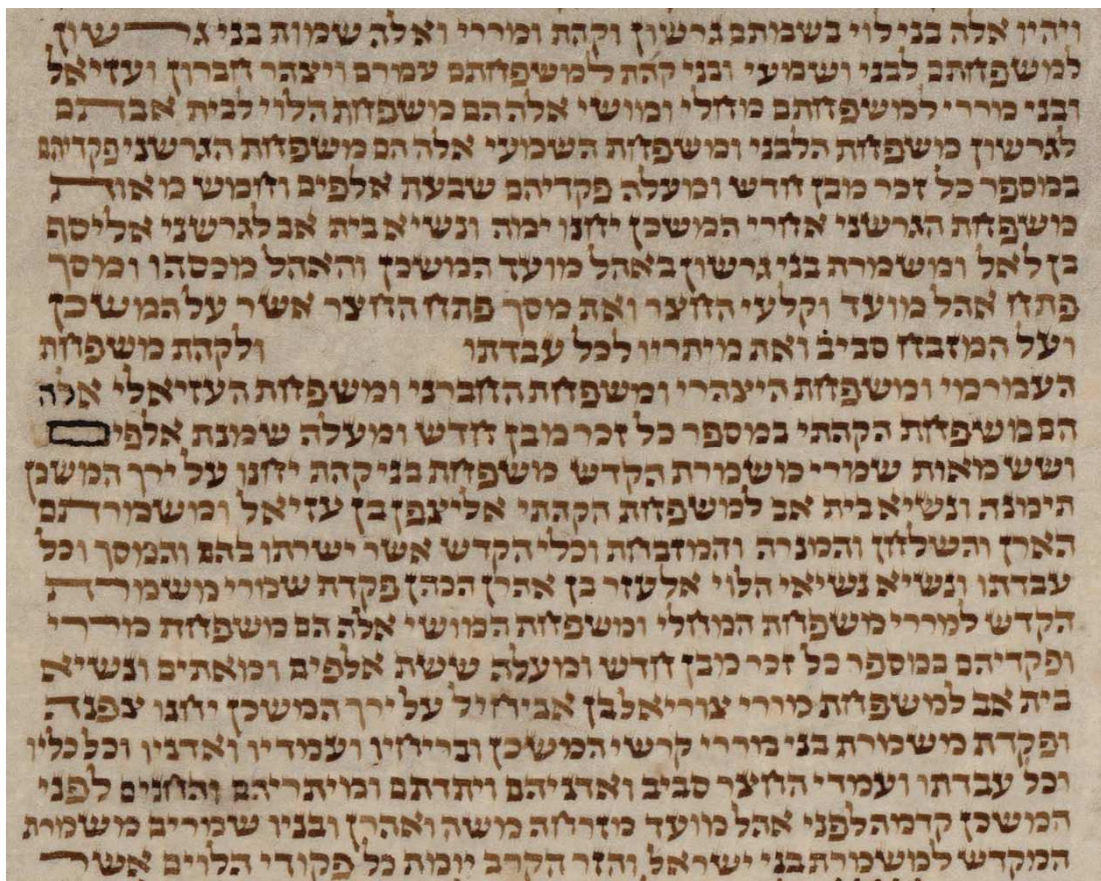 ויהיו אלה בני לוי בשמתם גרשון וקהת ומררי ואלה שמות בני גרשון
למשפחתם לבני ושמעי ובני קהת למשפחתם עמרם ויצהר חברון ועזיאל
ובני מררי למשפחתם מחלי ומושי אלה הם משפחת הלוי לבית אבתם
לגרשון משפחת הלבני ומשפחת השמעי אלה הם משפחת הגרשני פקדיהם
במספר כל זכר מבן חדש ומעלה פקדיהם שבעת אלפים וחמש מאות
משפחת הגרשני אחרי המשכן יחנו ימה ונשיא בית אב לגרשני אליסף
בן לאל ומשמרת בני גרשון באהל מועד המשכן והאהל מכסהו ומסך
פתח אהל מועד וקלעי החצר ואת מסך פתח החצר אשר על המשכן
ועל המזבח סביב ואת מיתריו לכל עבדתו ולקהת משפחת
העמרמי ומשפחת היצהרי ומשפחת החברני ומשפחת העזיאלי אלה
הם משפחת הקהתי במספר כל זכר מבן חדש ומעלה שמנת אלפים
ושש מאות שמרי משמרת הקדש משפחת בני קהת יחנו על ירך המשכן
תימנה ונשיא בית אב למשפחת הקהתי אליצפן בן עזיאל ומשמרתם
הארן והשלחן והמנרה והמזבחת וכלי הקדש אשר ישרתו בהם והמסך וכל
עבדתו ונשיא נשיאי הלוי אלעזר בן אהרן הכהן פקדת שמרי משמרת
הקדש למררי משפחת המחלי ומשפחת המושי אלה הם משפחת מררי
ופקדיהם במספר כל זכר מבן חדש ומעלה ששת אלפים ומאתים ונשיא
בית אב למשפחת מררי צוריאל בן אביחיל על ירך המשכן יחנו צפנה
ופקדת משמרת בני מררי קרשי המשכן ובריחיו ועמדיו ואדניו וכל כליו
וכל עבדתו ועמדי החצר סביב ואדניהם ויתדתם ומיתריהם והחנים לפני
המשכן קדמה לפני אהל מועד מזרחה משה ואהרן ובניו שמרים משמרת
המקדש למשמרת בני ישראל והזר הקרב יומת כל פקודי הלוים אשר